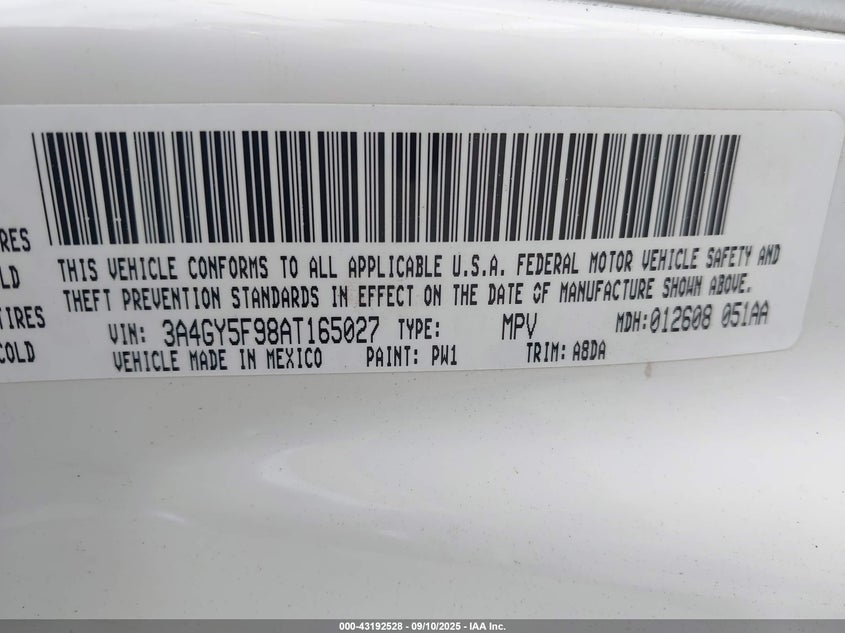 RES
LD
TIRES
COLD
THIS VEHICLE CONFORMS TO ALL APPLICABLE U.S.A. FEDERAL MOTOR VEHICLE SAFETY AND
THEFT PREVENTION STANDARDS IN EFFECT ON THE DATE OF MANUFACTURE SHOWN ABOVE.
VIN: 3A4GY5F98AT165027 TYPE: MPV MDH:012608 051AA
VEHICLE MADE IN MEXICO PAINT: PW1 TRIM: A8DA
000-43192528 - 09/10/2025 - IAA Inc.